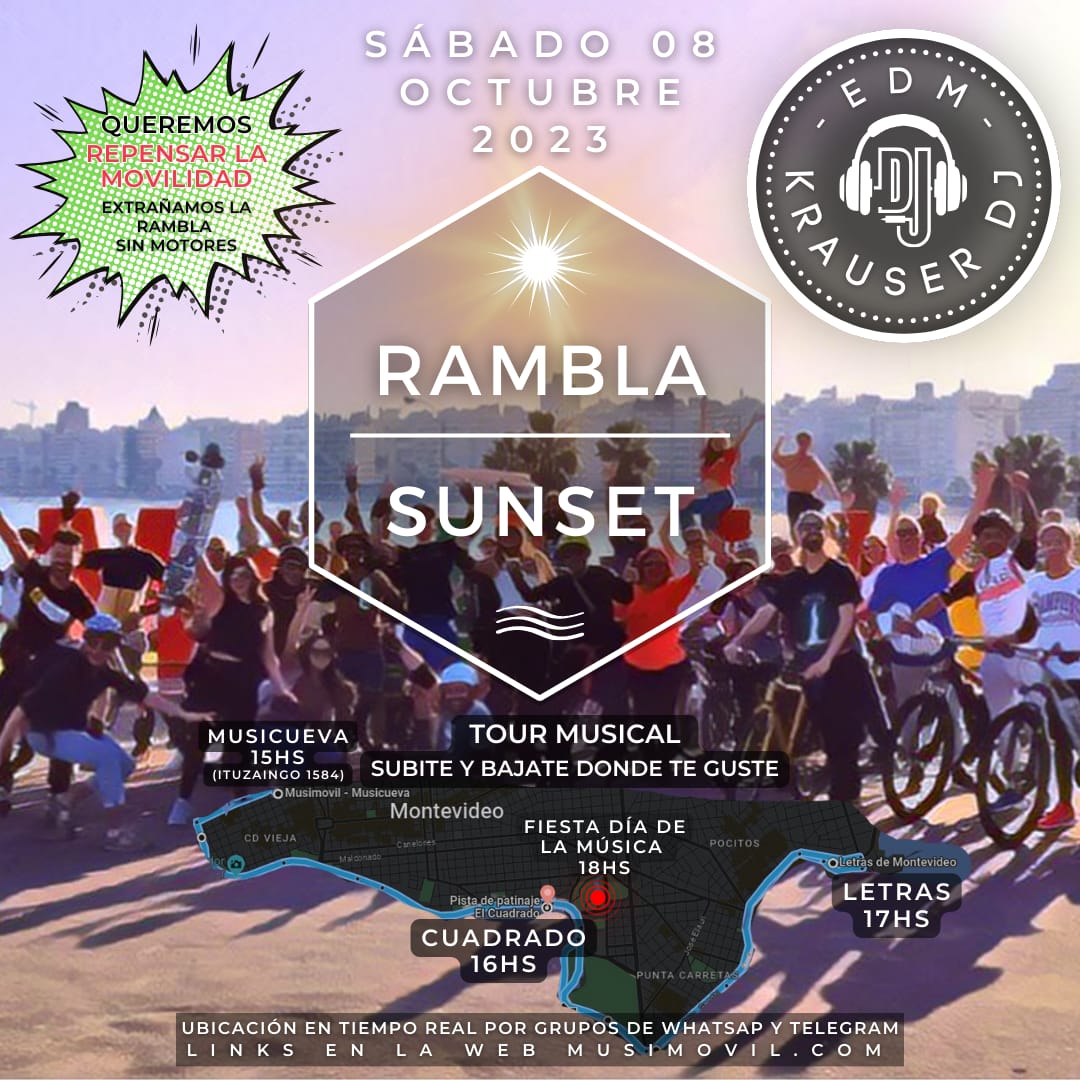 SÁBADO 08
OCTUBRE
2023
QUEREMOS
REPENSAR LA
MOVILIDAD
EXTRAÑAMOS LA
RAMBLA
SIN MOTORES
- EDM -
DJ
KRAUSER DJ
RAMBLA
SUNSET
MUSICUEVA
15HS
(ITUZAINGO 1584)
TOUR MUSICAL
SUBITE Y BAJATE DONDE TE GUSTE
Musimovil - Musicueva
Montevideo
CD VIEJA
Maldonado
Canelones
FIESTA DÍA DE
LA MÚSICA
18HS
POCITOS
Letras de Montevideo
LETRAS
17HS
Pista de patinaje
El Cuadrado
CUADRADO
16HS
PUNTA CARRETAS
UBICACIÓN EN TIEMPO REAL POR GRUPOS DE WHATSAP Y TELEGRAM
LINKS EN LA WEB MUSIMOVIL.COM